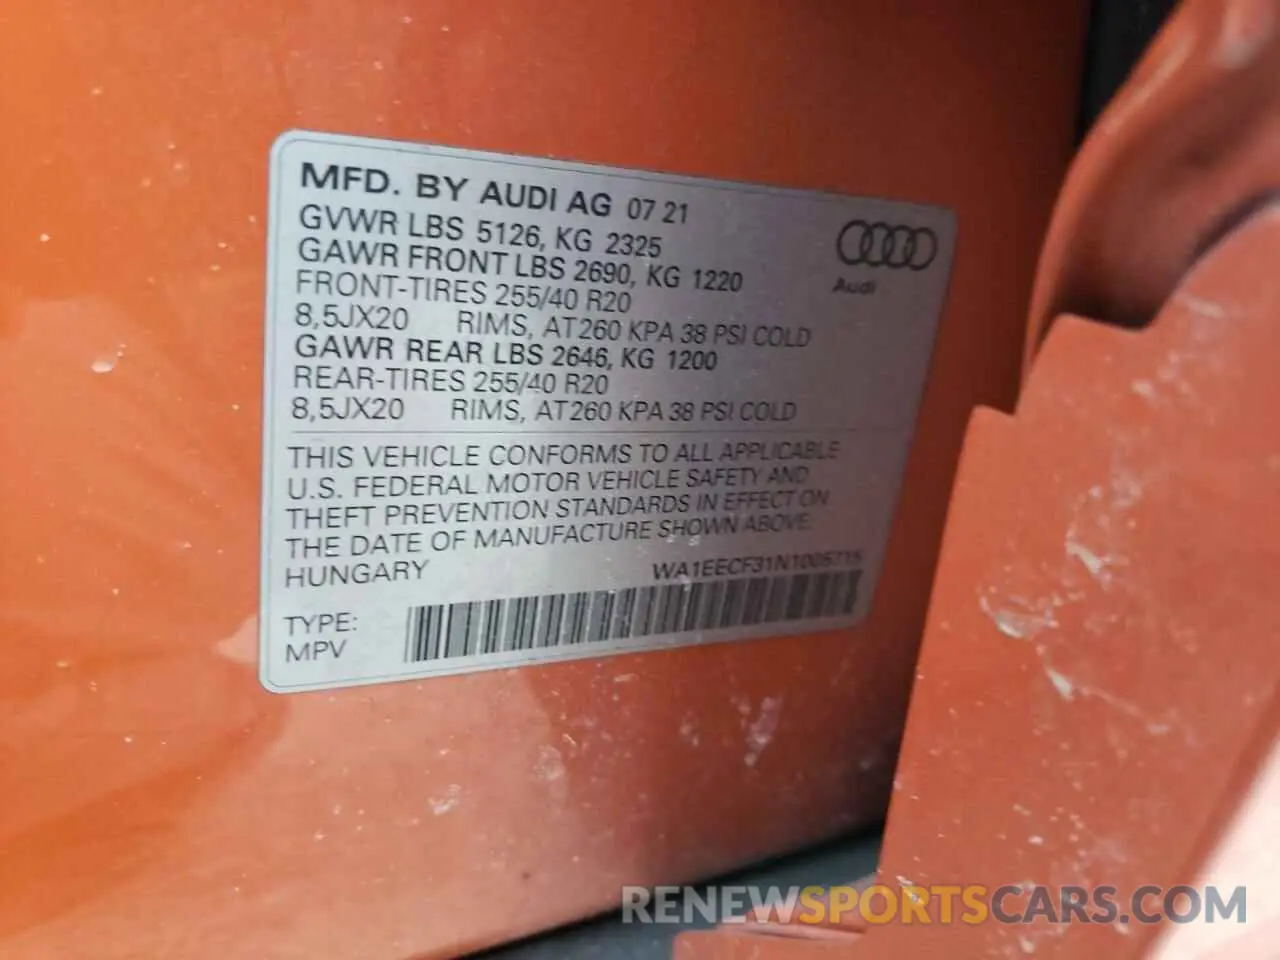 MFD. BY AUDI AG 07 21
GVWR LBS 5126, KG 2325
GAWR FRONT LBS 2690, KG 1220
FRONT-TIRES 255/40 R20
8,5JX20 RIMS, AT260 KPA 38 PSI COLD
GAWR REAR LBS 2646, KG 1200
REAR-TIRES 255/40 R20
8,5JX20 RIMS, AT260 KPA 38 PSI COLD
Audi
THIS VEHICLE CONFORMS TO ALL APPLICABLE
U.S. FEDERAL MOTOR VEHICLE SAFETY AND
THEFT PREVENTION STANDARDS IN EFFECT ON
THE DATE OF MANUFACTURE SHOWN ABOVE.
HUNGARY WA1EECF31N1005715
TYPE:
MPV
RENEWSPORTSCARS.COM